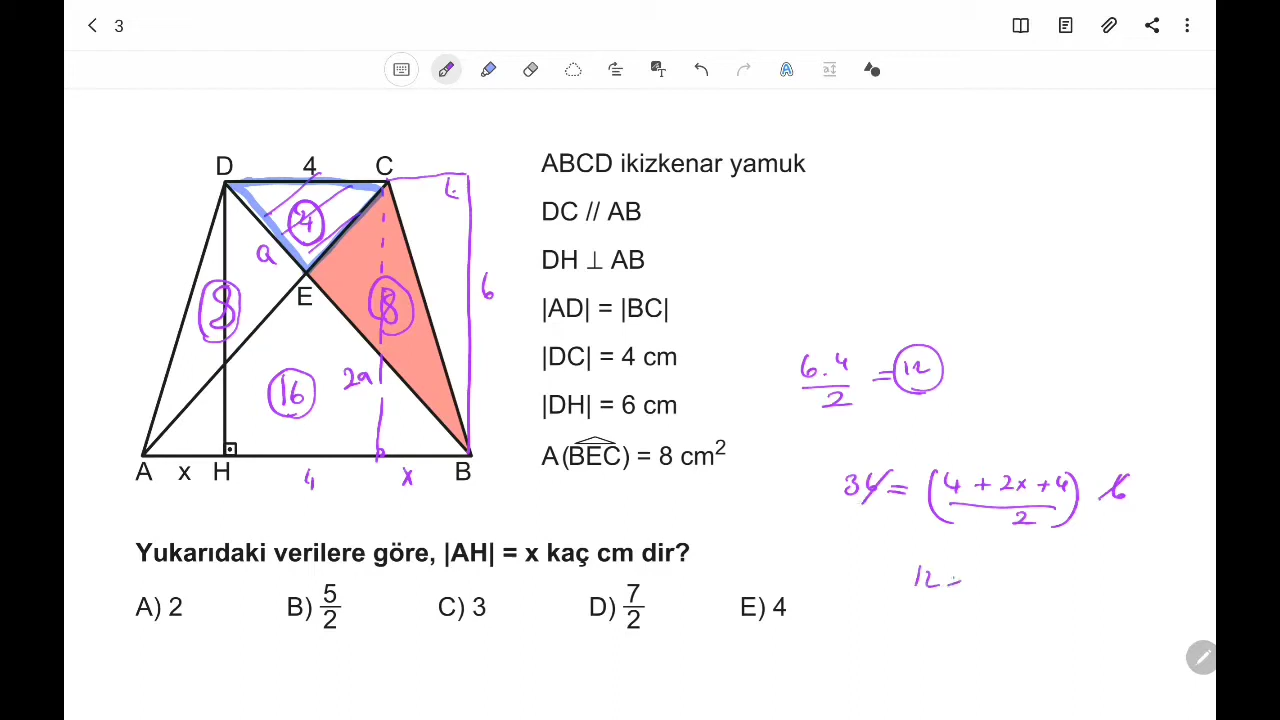 3
D 4 C
4
a
E
8 8 6
16 2a
A x H 4 x B
ABCD ikizkenar yamuk
DC // AB
DH ⊥ AB
|AD| = |BC|
|DC| = 4 cm
|DH| = 6 cm
A(BEC) = 8 cm²
6.4/2 = 12
36 = (4 + 2x + 4 / 2) 6
12 =
Yukarıdaki verilere göre, |AH| = x kaç cm dir?
A) 2 B) 5/2 C) 3 D) 7/2 E) 4